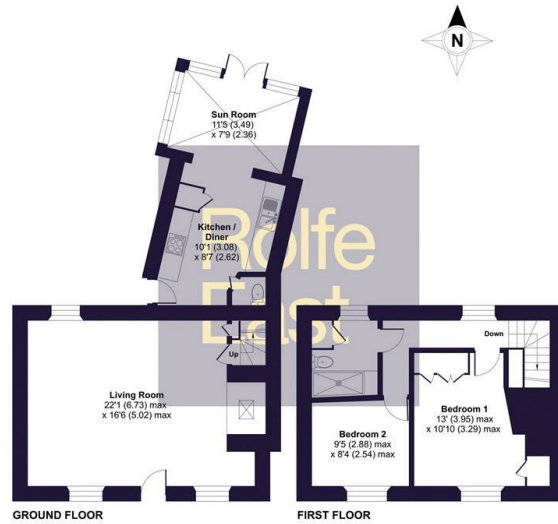 N
Sun Room
11'5 (3.49)
x 7'9 (2.36)
Kitchen /
Diner
10'1 (3.08)
x 8'7 (2.62)
Rolfe
East
Up
Living Room
22'1 (6.73) max
x 16'6 (5.02) max
Down
Bedroom 1
13' (3.95) max
x 10'10 (3.29) max
Bedroom 2
9'5 (2.88) max
x 8'4 (2.54) max
GROUND FLOOR
FIRST FLOOR